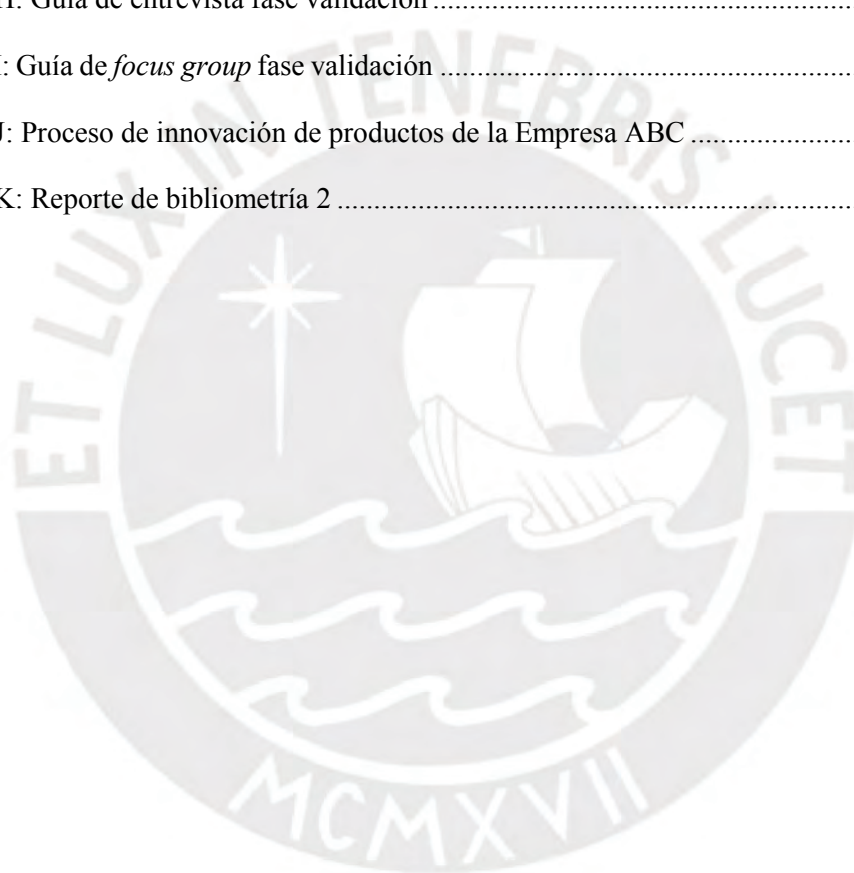 H: Guía de entrevista fase validación ........................................................
I: Guía de focus group fase validación ........................................................
J: Proceso de innovación de productos de la Empresa ABC ......................
K: Reporte de bibliometría 2 .......................................................................
ET LUX IN TENEBRIS LUCET
MCMXVII